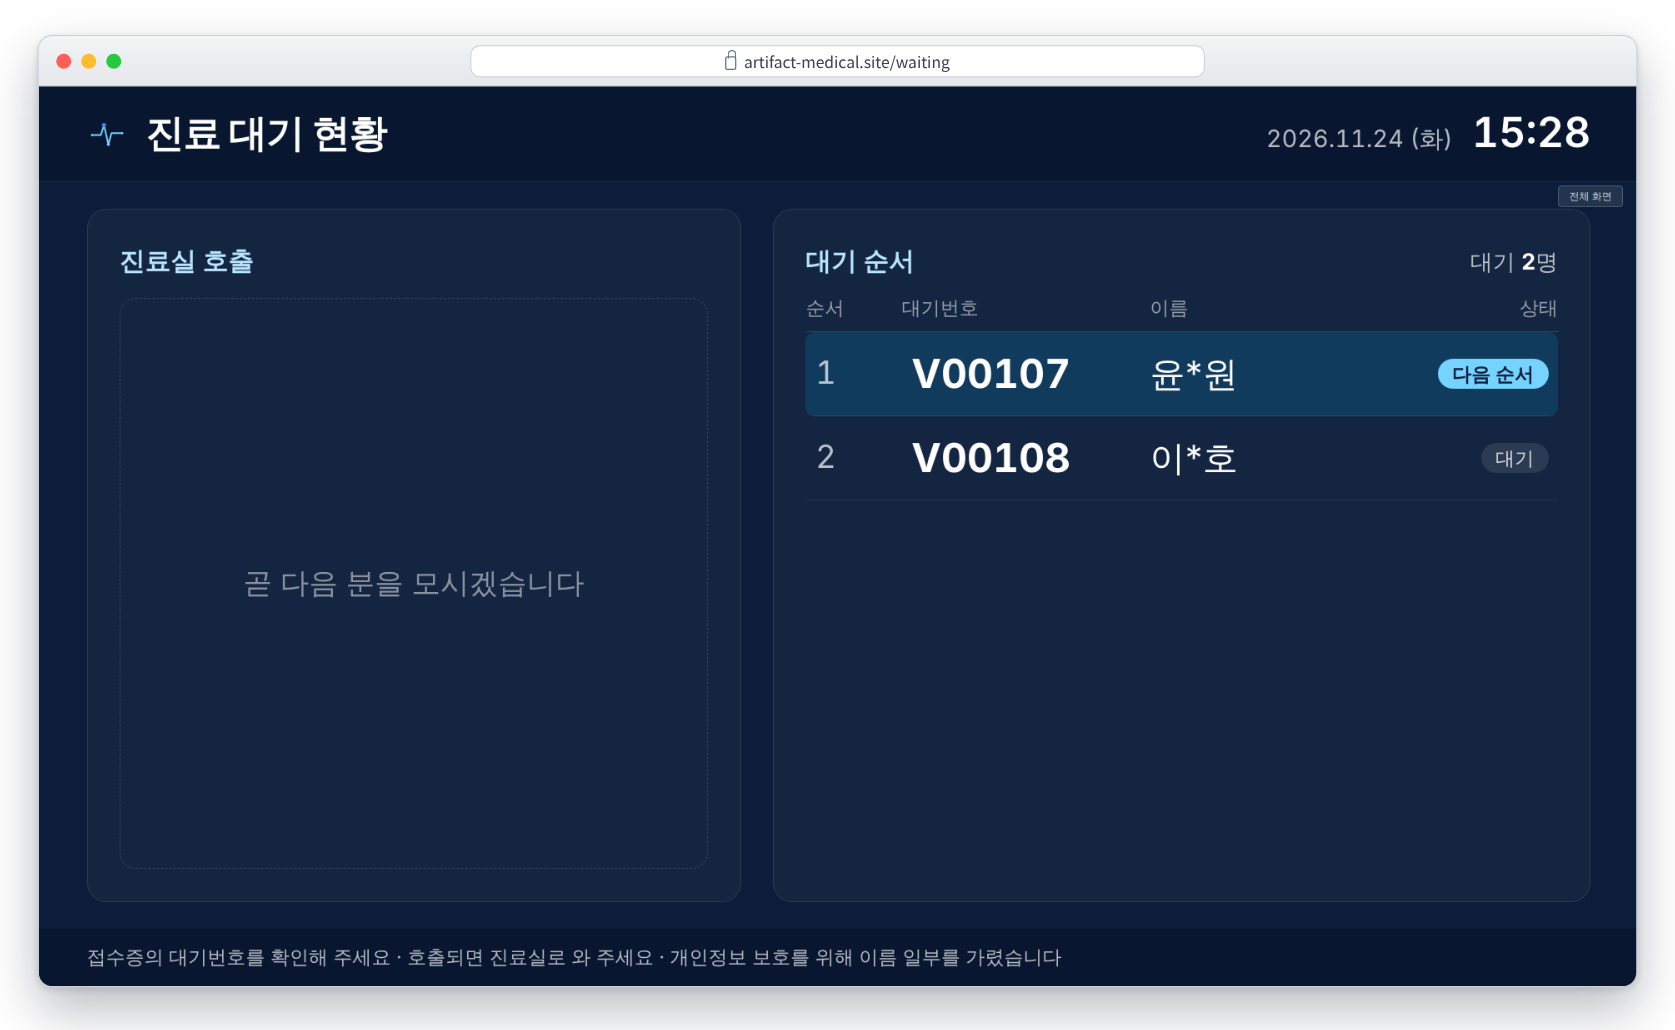 artifact-medical.site/waiting
진료 대기 현황
2026.11.24 (화) 15:28
전체 화면
진료실 호출
곧 다음 분을 모시겠습니다
대기 순서
대기 2명
순서 대기번호 이름 상태
1 V00107 윤*원 다음 순서
2 V00108 이*호 대기
접수증의 대기번호를 확인해 주세요 · 호출되면 진료실로 와 주세요 · 개인정보 보호를 위해 이름 일부를 가렸습니다